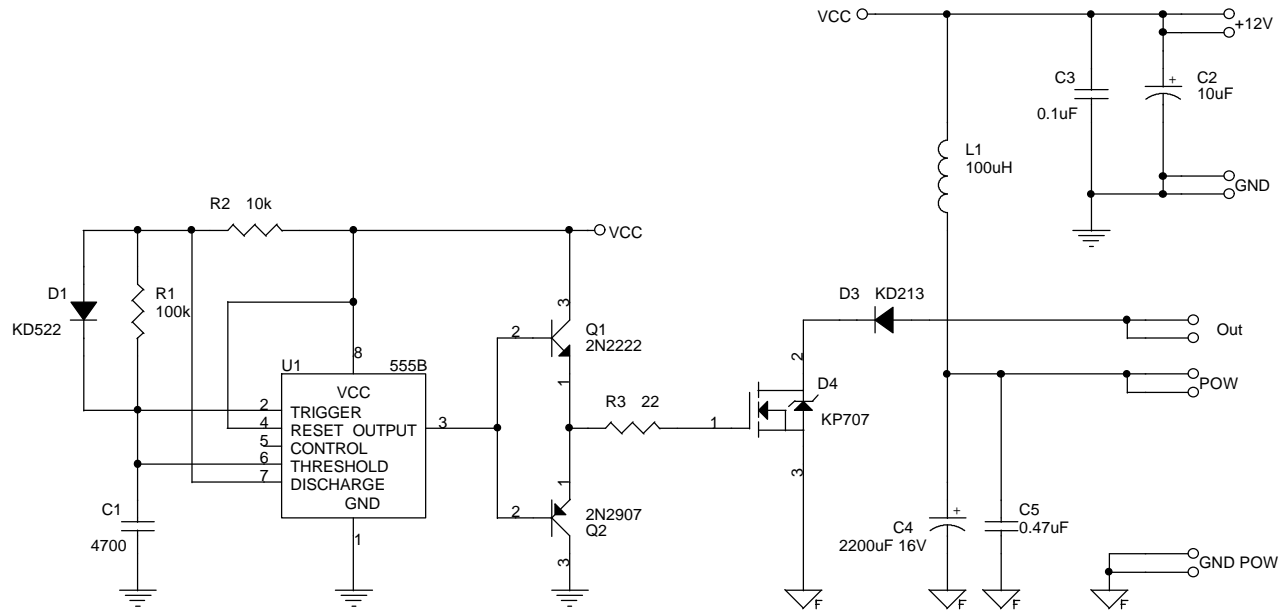 VCC
+12V
C3
0.1uF
C2
10uF
L1
100uH
GND
R2 10k
VCC
D1
KD522
R1
100k
D3 KD213
Out
3
2
Q1
2N2222
1
8
U1 555B
VCC
2 TRIGGER
4 RESET OUTPUT 3
5 CONTROL
6 THRESHOLD
7 DISCHARGE
GND
1
R3 22
1
2
D4
KP707
3
POW
C1
4700
1
2
2N2907
Q2
3
C4
2200uF 16V
+
C5
0.47uF
+
GND POW
F
F
F
F